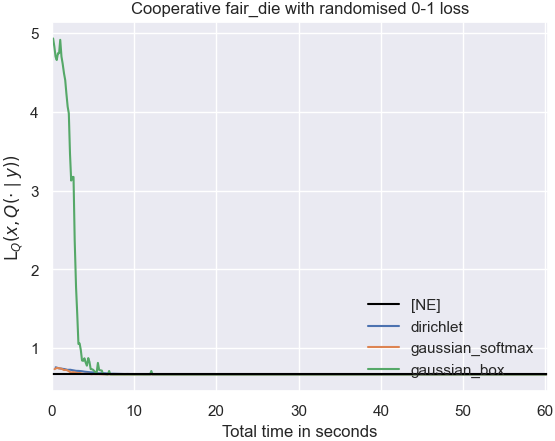 Cooperative fair_die with randomised 0-1 loss
L_Q(x, Q(· | y))
5
4
3
2
1
[NE]
dirichlet
gaussian_softmax
gaussian_box
0 10 20 30 40 50 60
Total time in seconds